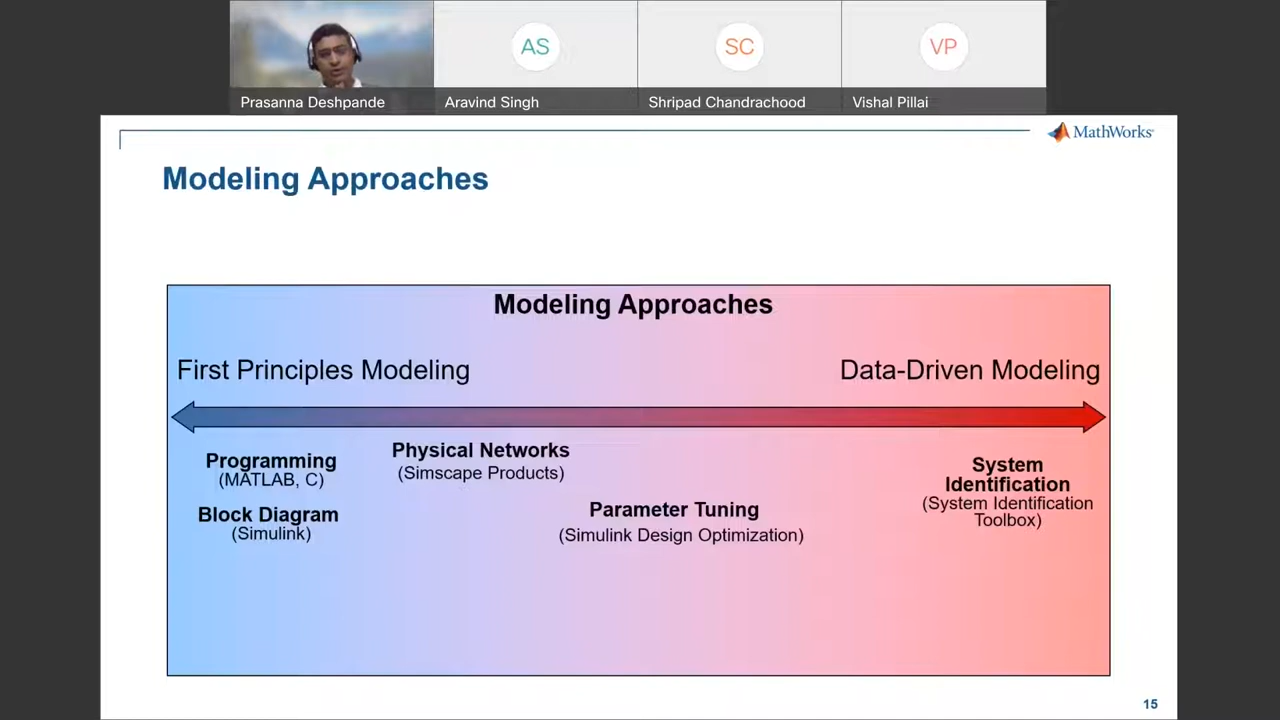 AS
SC
VP
Prasanna Deshpande
Aravind Singh
Shripad Chandrachood
Vishal Pillai
MathWorks
Modeling Approaches
Modeling Approaches
First Principles Modeling
Data-Driven Modeling
Programming
(MATLAB, C)
Block Diagram
(Simulink)
Physical Networks
(Simscape Products)
Parameter Tuning
(Simulink Design Optimization)
System
Identification
(System Identification
Toolbox)
15